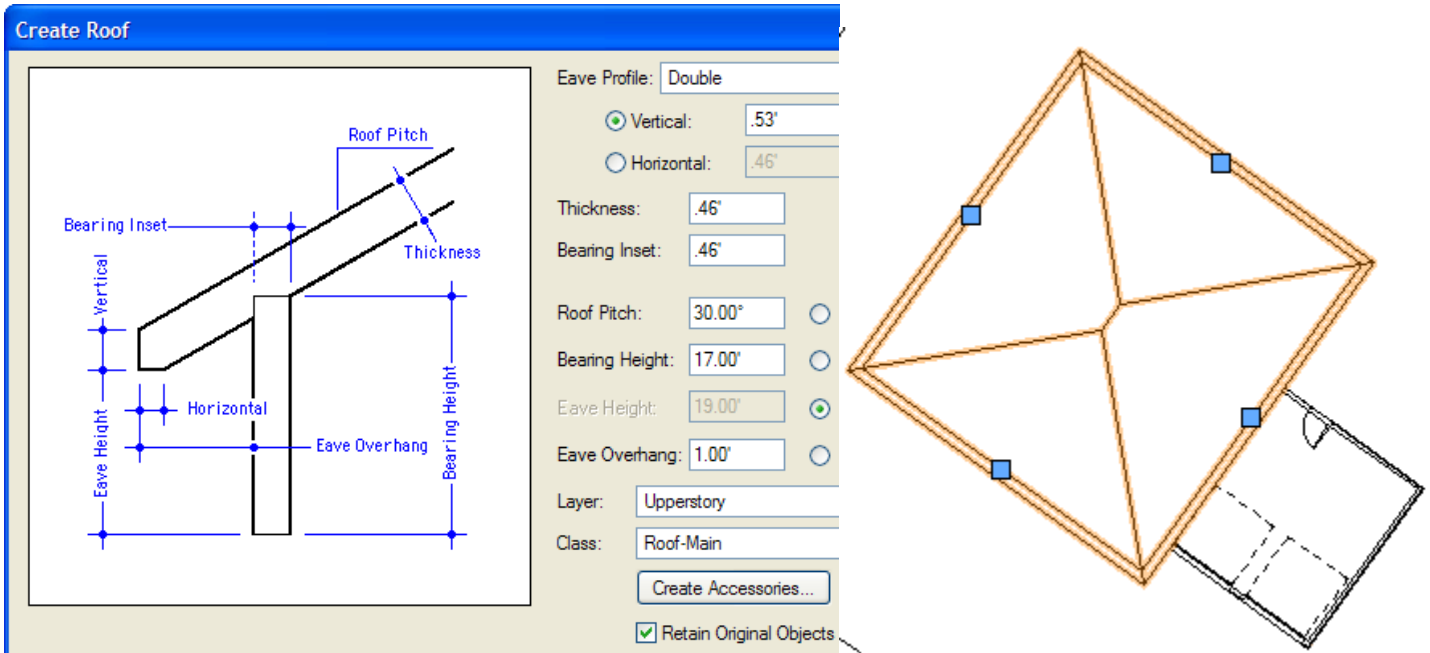 Create Roof
Roof Pitch
Bearing Inset
Thickness
Vertical
Horizontal
Eave Overhang
Eave Height
Bearing Height
Eave Profile: Double
Vertical: .53'
Horizontal: .46'
Thickness: .46'
Bearing Inset: .46'
Roof Pitch: 30.00°
Bearing Height: 17.00'
Eave Height: 19.00'
Eave Overhang: 1.00'
Layer: Upperstory
Class: Roof-Main
Create Accessories...
Retain Original Objects